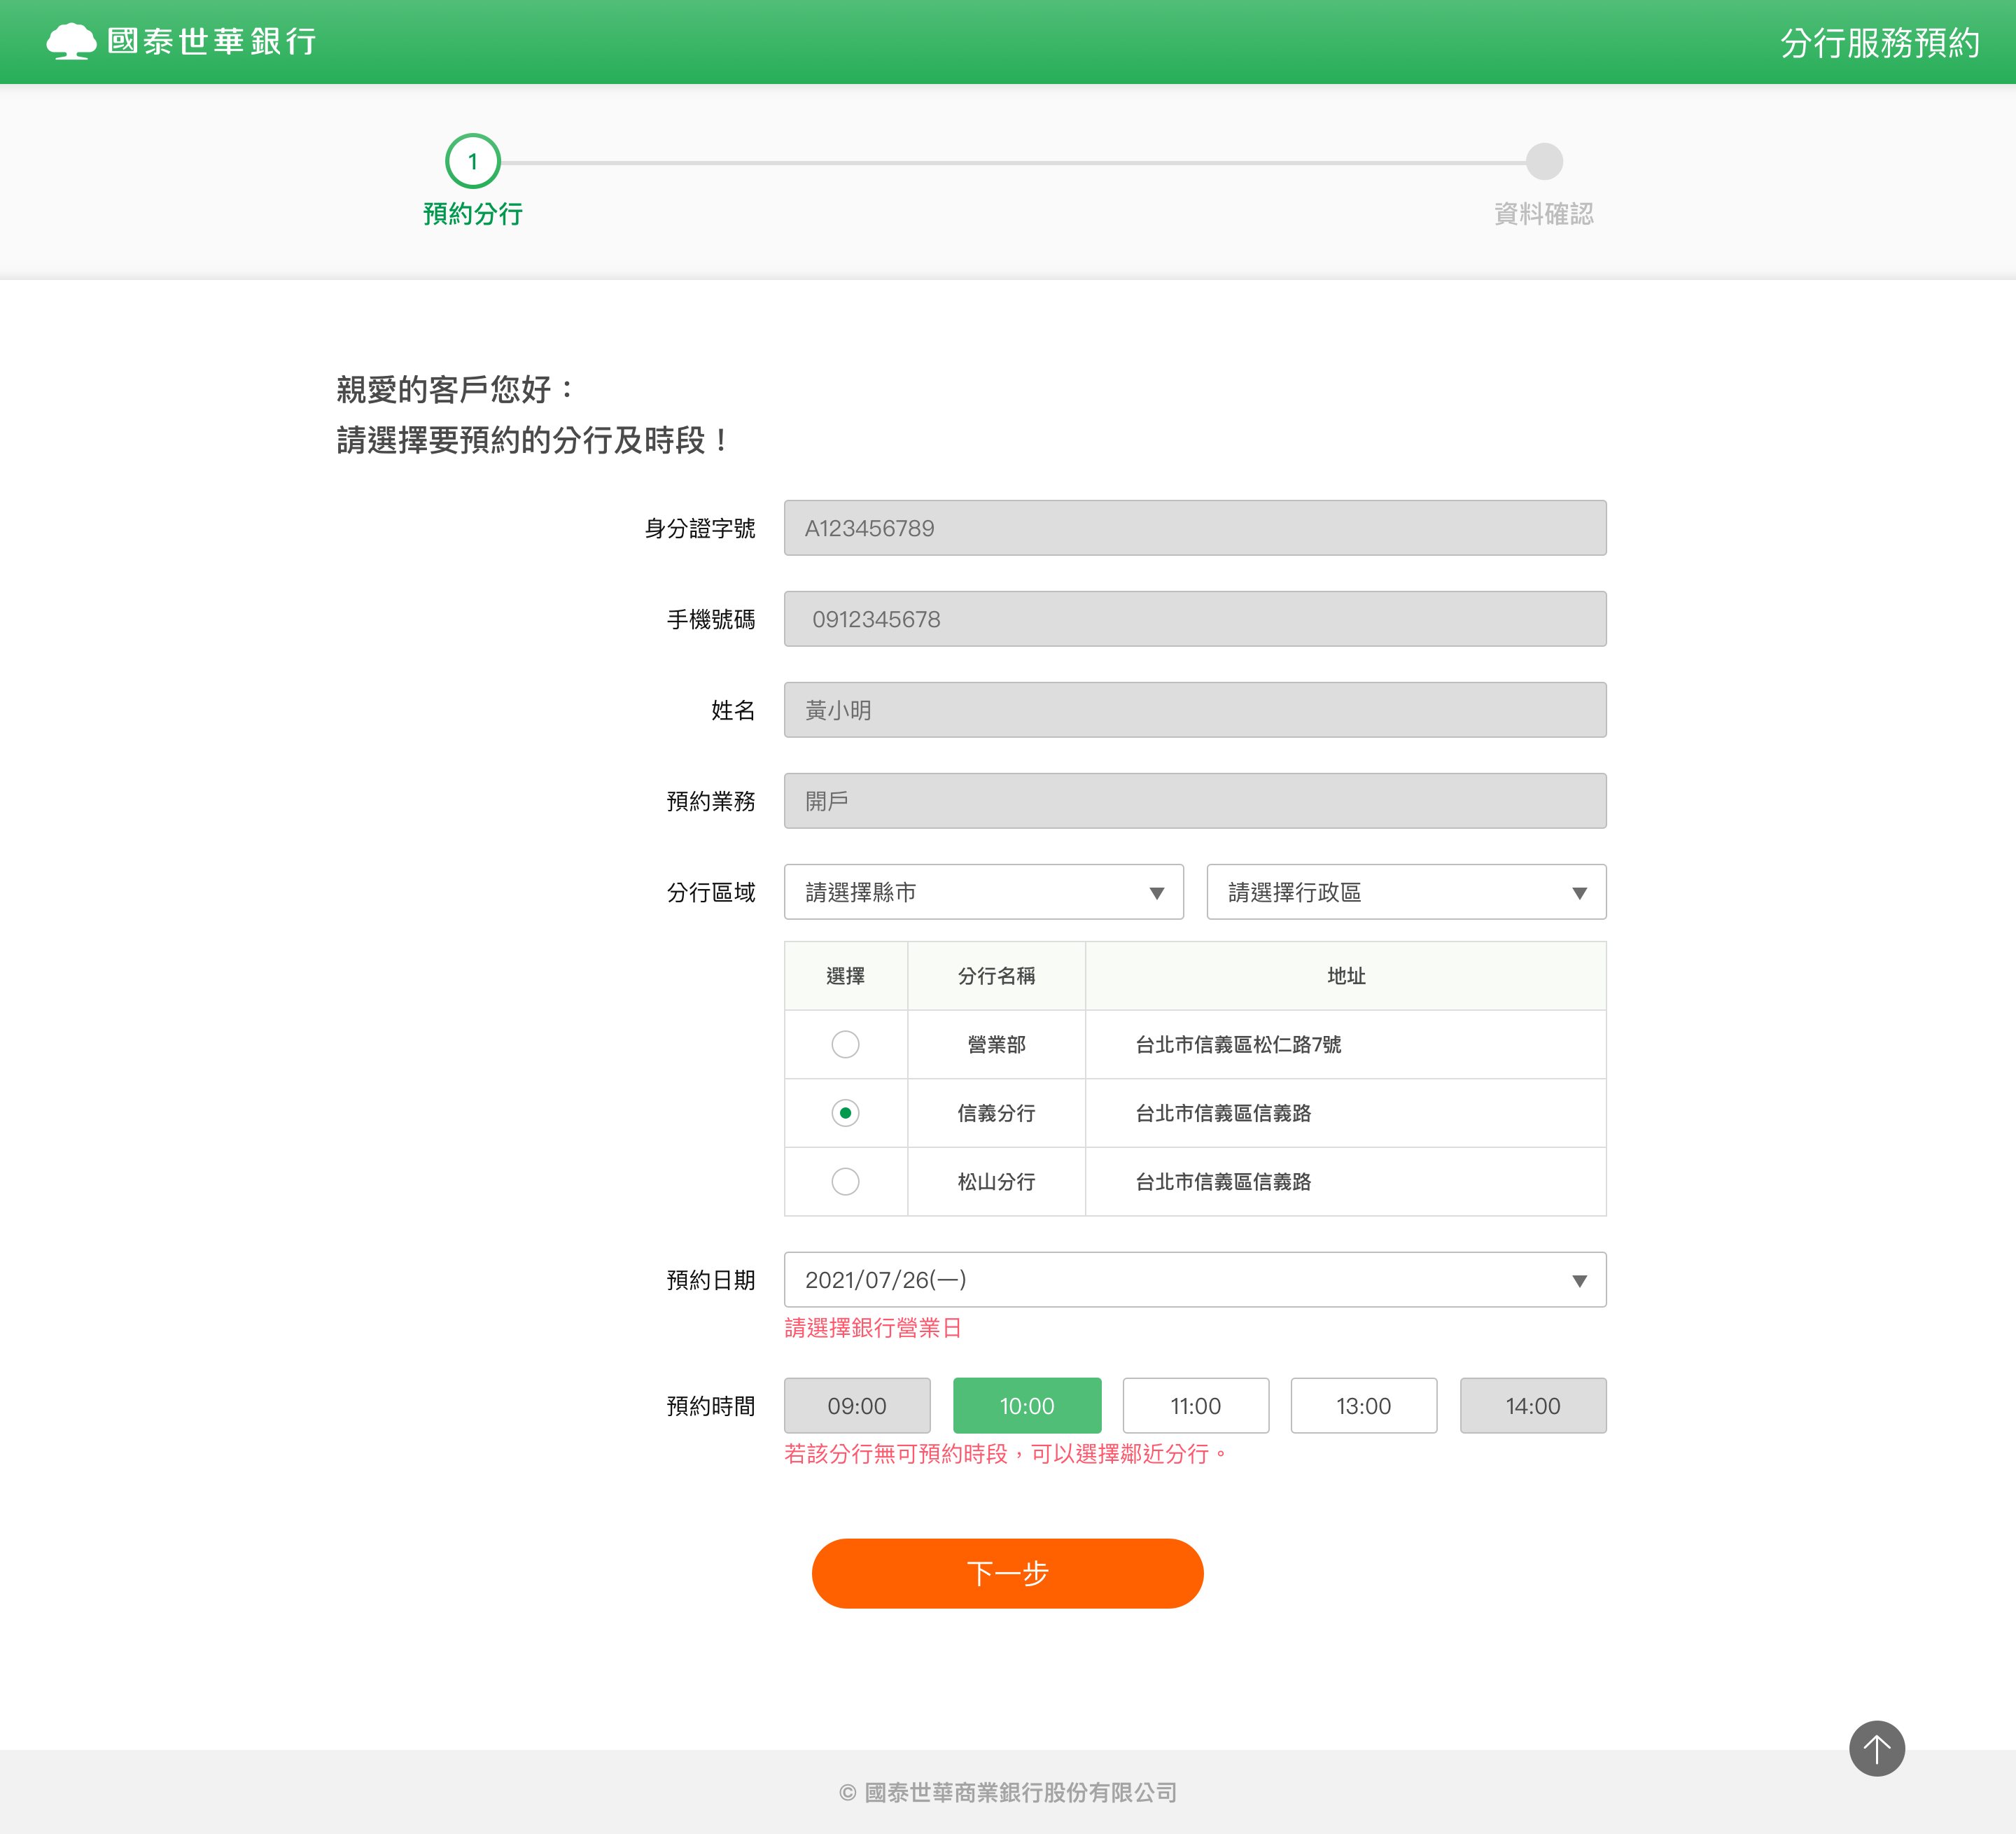 國泰世華銀行
分行服務預約
1
預約分行
資料確認
親愛的客戶您好：
請選擇要預約的分行及時段！
身分證字號 A123456789
手機號碼 0912345678
姓名 黃小明
預約業務 開戶
分行區域 請選擇縣市 請選擇行政區
選擇 分行名稱 地址
營業部 台北市信義區松仁路7號
信義分行 台北市信義區信義路
松山分行 台北市信義區信義路
預約日期 2021/07/26(一)
請選擇銀行營業日
預約時間 09:00 10:00 11:00 13:00 14:00
若該分行無可預約時段，可以選擇鄰近分行。
下一步
© 國泰世華商業銀行股份有限公司